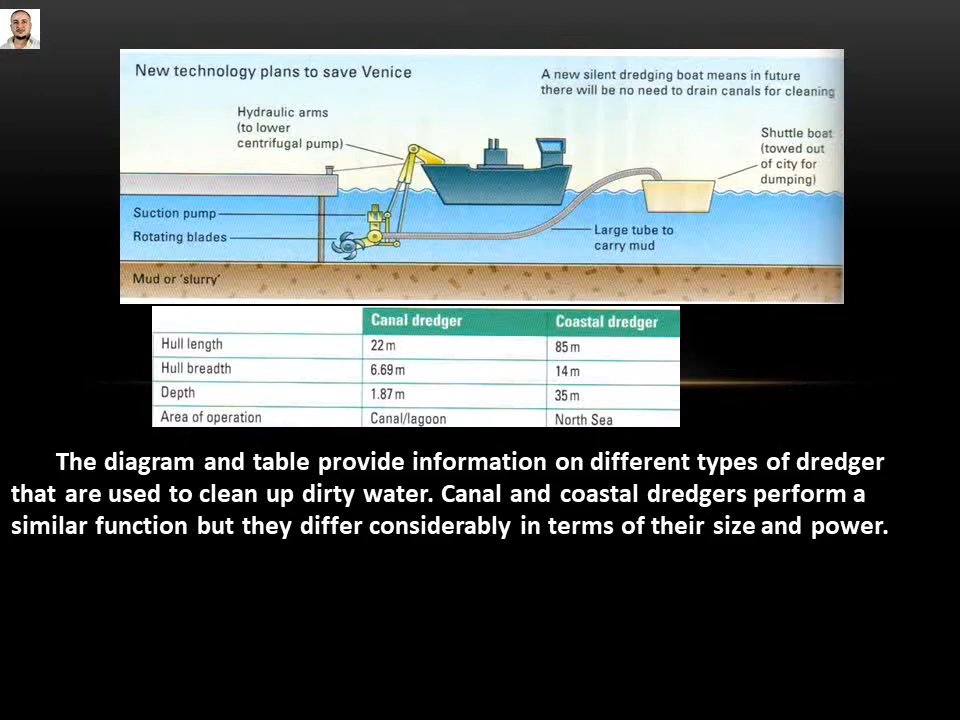 New technology plans to save Venice
A new silent dredging boat means in future
there will be no need to drain canals for cleaning
Hydraulic arms
(to lower
centrifugal pump)
Shuttle boat
(towed out
of city for
dumping)
Suction pump
Rotating blades
Large tube to
carry mud
Mud or 'slurry'
Canal dredger Coastal dredger
Hull length 22 m 85 m
Hull breadth 6.69 m 14 m
Depth 1.87 m 35 m
Area of operation Canal/lagoon North Sea
The diagram and table provide information on different types of dredger
that are used to clean up dirty water. Canal and coastal dredgers perform a
similar function but they differ considerably in terms of their size and power.